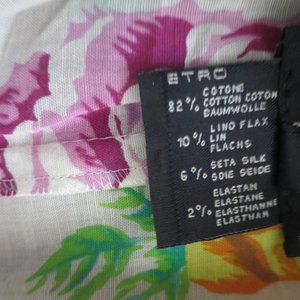 ETRO
COTONE
82% COTTON COTON
BAUMWOLLE
LINO FLAX
10% LIN
FLACHS
SETA SILK
6% SOIE SEIDE
ELASTAN
ELASTANE
2% ELASTHANNE
ELASTHAN